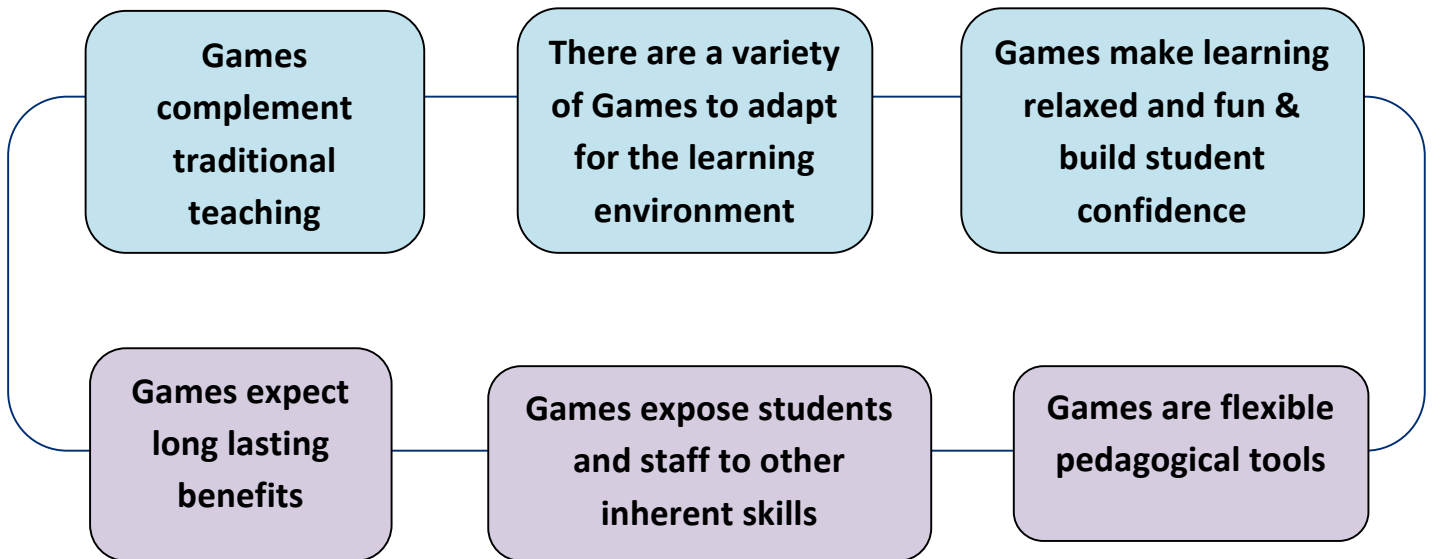 Games
complement
traditional
teaching
There are a variety
of Games to adapt
for the learning
environment
Games make learning
relaxed and fun &
build student
confidence
Games expect
long lasting
benefits
Games expose students
and staff to other
inherent skills
Games are flexible
pedagogical tools